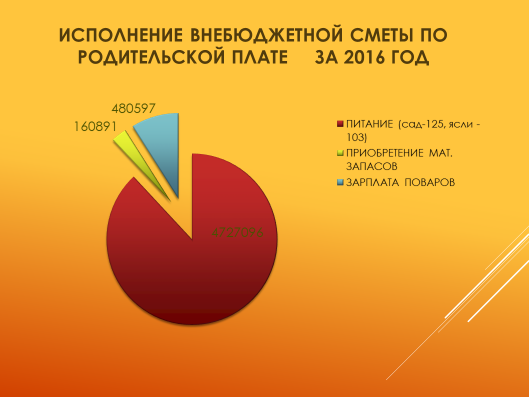 ИСПОЛНЕНИЕ ВНЕБЮДЖЕТНОЙ СМЕТЫ ПО
РОДИТЕЛЬСКОЙ ПЛАТЕ ЗА 2016 ГОД
480597
160891
ПИТАНИЕ (сад-125, ясли -
103)
ПРИОБРЕТЕНИЕ МАТ.
ЗАПАСОВ
ЗАРПЛАТА ПОВАРОВ